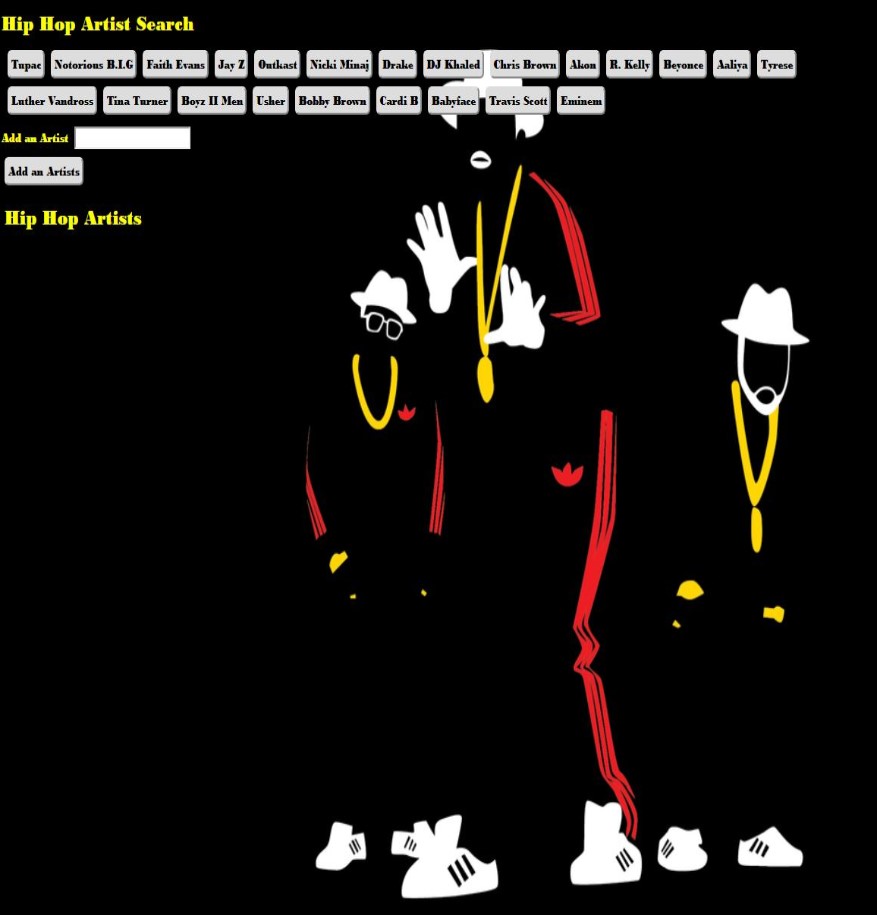 Hip Hop Artist Search
Tupac Notorious B.I.G Faith Evans Jay Z Outkast Nicki Minaj Drake DJ Khaled Chris Brown Akon R. Kelly Beyonce Aaliya Tyrese
Luther Vandross Tina Turner Boyz II Men Usher Bobby Brown Cardi B Babyface Travis Scott Eminem
Add an Artist
Add an Artists
Hip Hop Artists